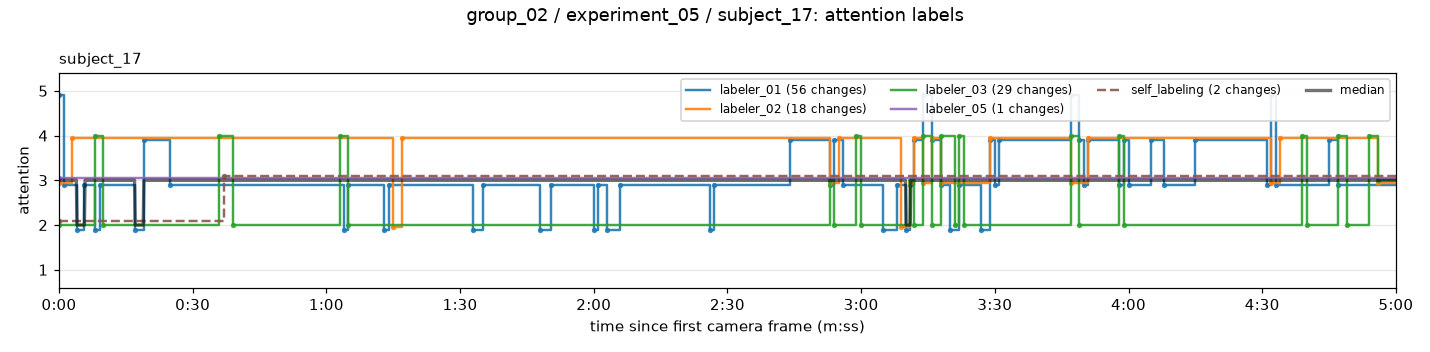 group_02 / experiment_05 / subject_17: attention labels
subject_17
labeler_01 (56 changes)
labeler_02 (18 changes)
labeler_03 (29 changes)
labeler_05 (1 changes)
self_labeling (2 changes)
median
attention
5
4
3
2
1
0:00 0:30 1:00 1:30 2:00 2:30 3:00 3:30 4:00 4:30 5:00
time since first camera frame (m:ss)